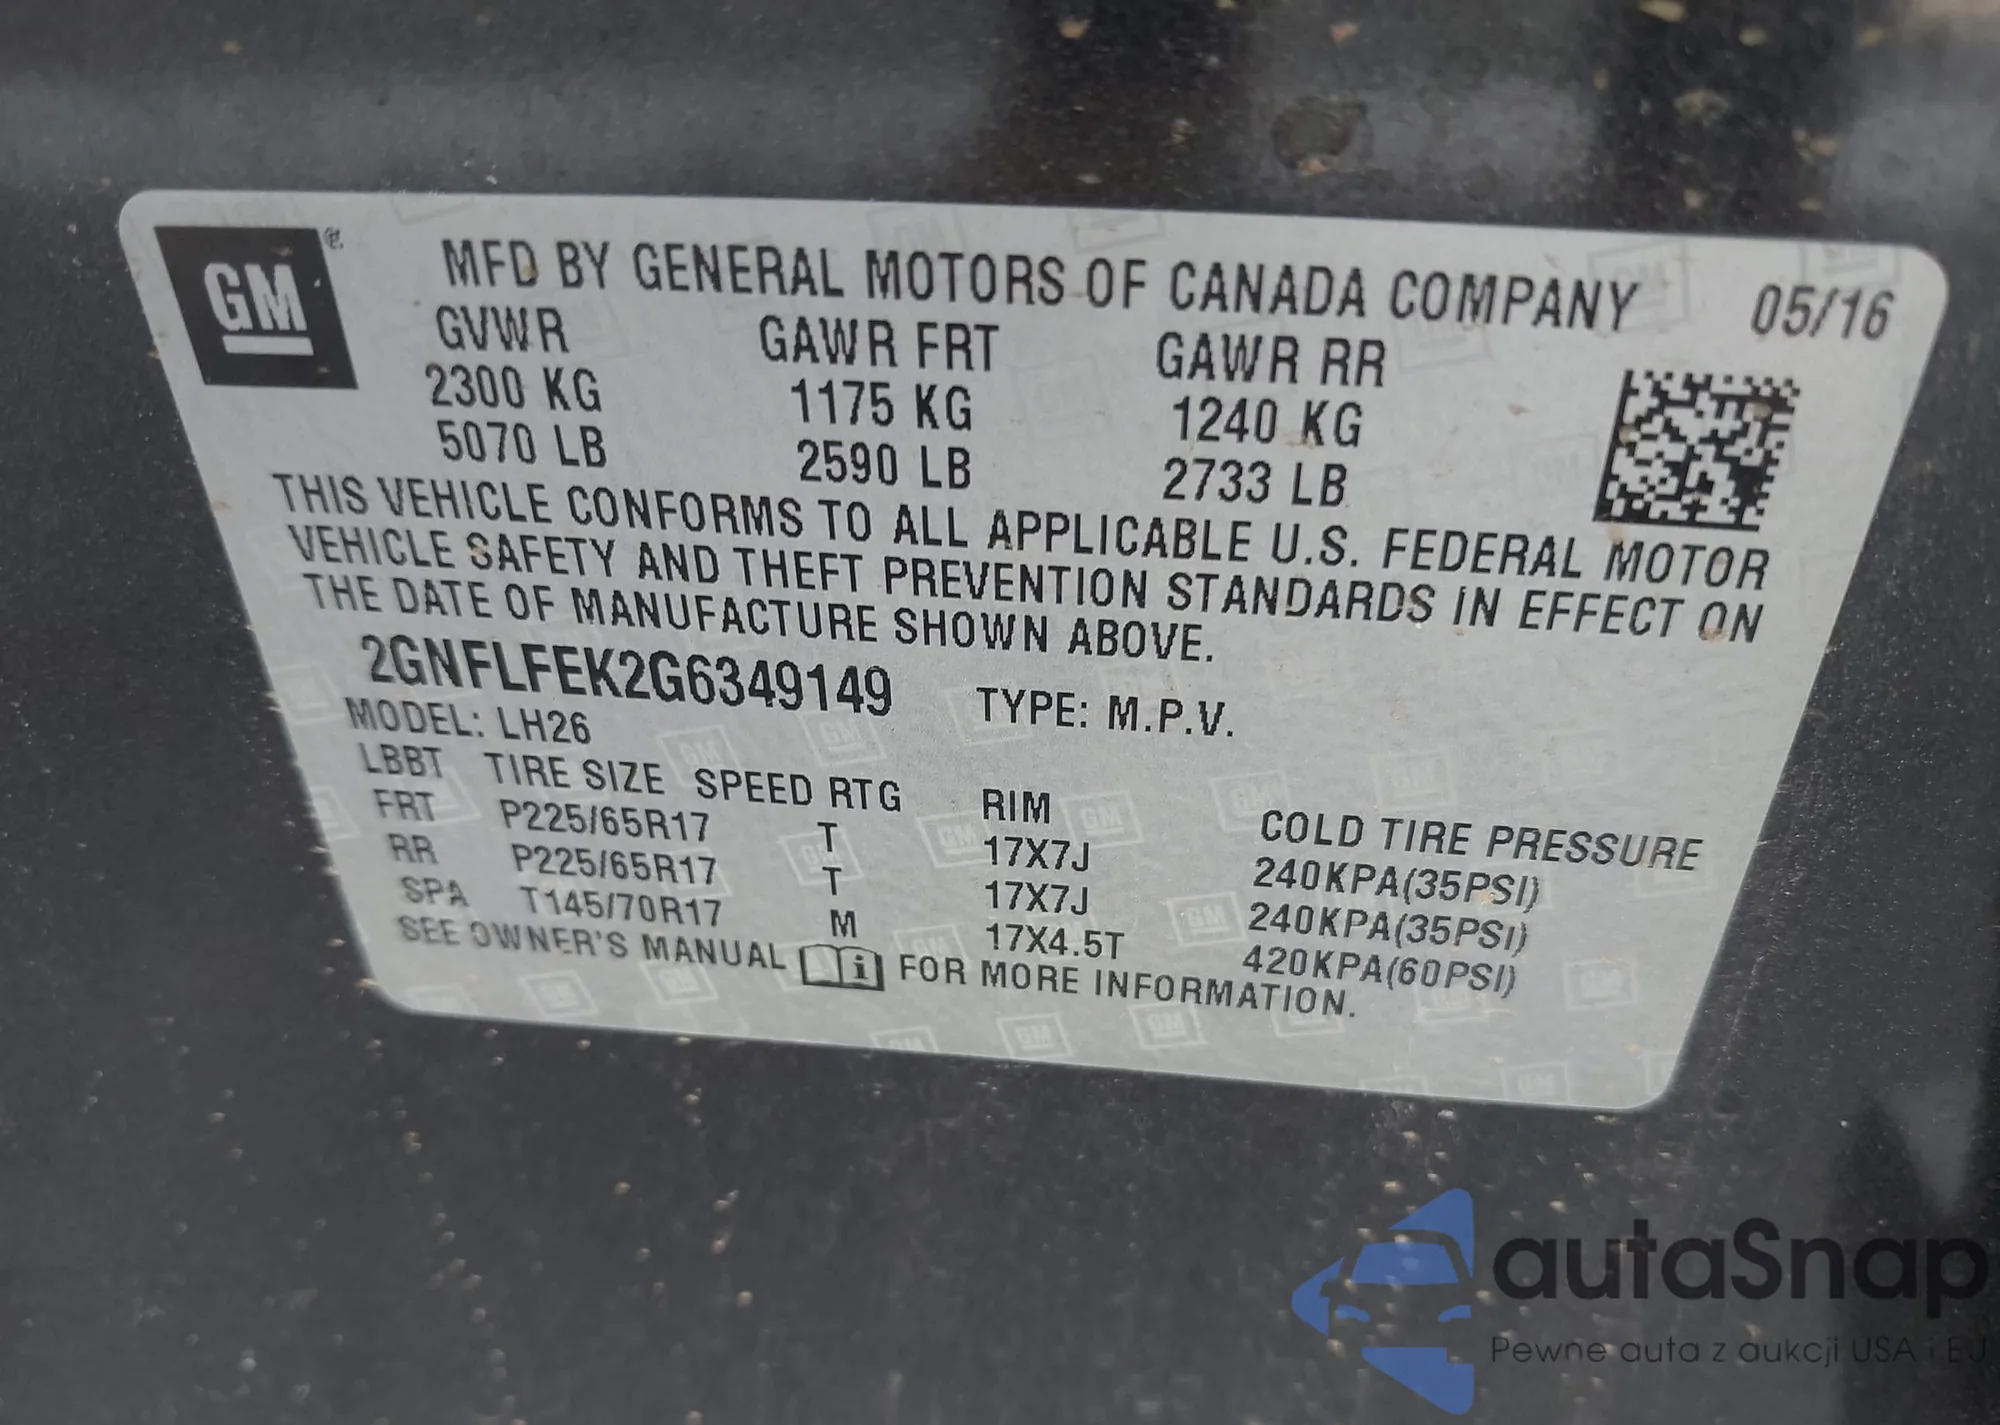 GM
MFD BY GENERAL MOTORS OF CANADA COMPANY 05/16
GVWR GAWR FRT GAWR RR
2300 KG 1175 KG 1240 KG
5070 LB 2590 LB 2733 LB
THIS VEHICLE CONFORMS TO ALL APPLICABLE U.S. FEDERAL MOTOR
VEHICLE SAFETY AND THEFT PREVENTION STANDARDS IN EFFECT ON
THE DATE OF MANUFACTURE SHOWN ABOVE.
2GNFLFEK2G6349149 TYPE: M.P.V.
MODEL: LH26
LBBT TIRE SIZE SPEED RTG RIM COLD TIRE PRESSURE
FRT P225/65R17 T 17X7J 240KPA(35PSI)
RR P225/65R17 T 17X7J 240KPA(35PSI)
SPA T145/70R17 M 17X4.5T 420KPA(60PSI)
SEE OWNER'S MANUAL i FOR MORE INFORMATION.
autaSnap
Pewne auta z aukcji USA i EU